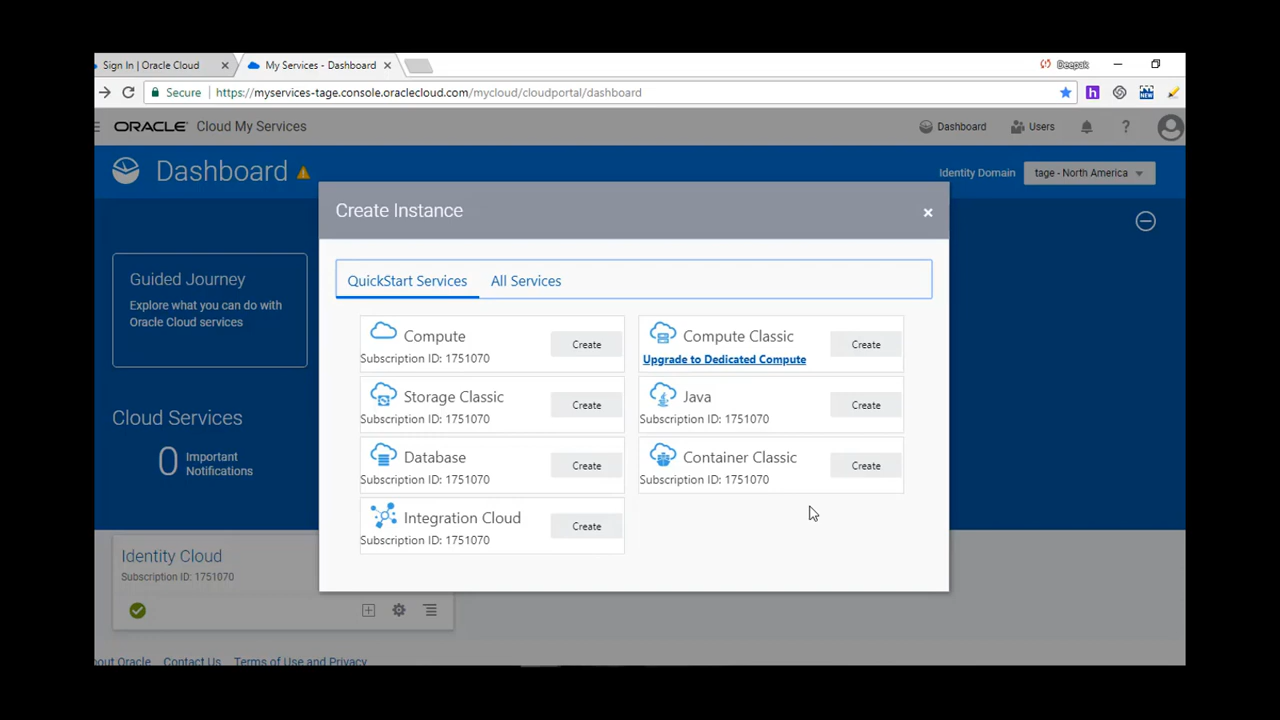 Sign In | Oracle Cloud
My Services - Dashboard
Deepak
Secure
https://myservices-tage.console.oraclecloud.com/mycloud/cloudportal/dashboard
h
NEW
ORACLE® Cloud My Services
Dashboard
Users
?
Dashboard
Identity Domain
tage - North America
Create Instance
QuickStart Services
All Services
Guided Journey
Explore what you can do with
Oracle Cloud services
Compute
Subscription ID: 1751070
Create
Compute Classic
Upgrade to Dedicated Compute
Create
Storage Classic
Subscription ID: 1751070
Create
Java
Subscription ID: 1751070
Create
Database
Subscription ID: 1751070
Create
Container Classic
Subscription ID: 1751070
Create
Integration Cloud
Subscription ID: 1751070
Create
Cloud Services
0 Important
Notifications
Identity Cloud
Subscription ID: 1751070
out Oracle
Contact Us
Terms of Use and Privacy